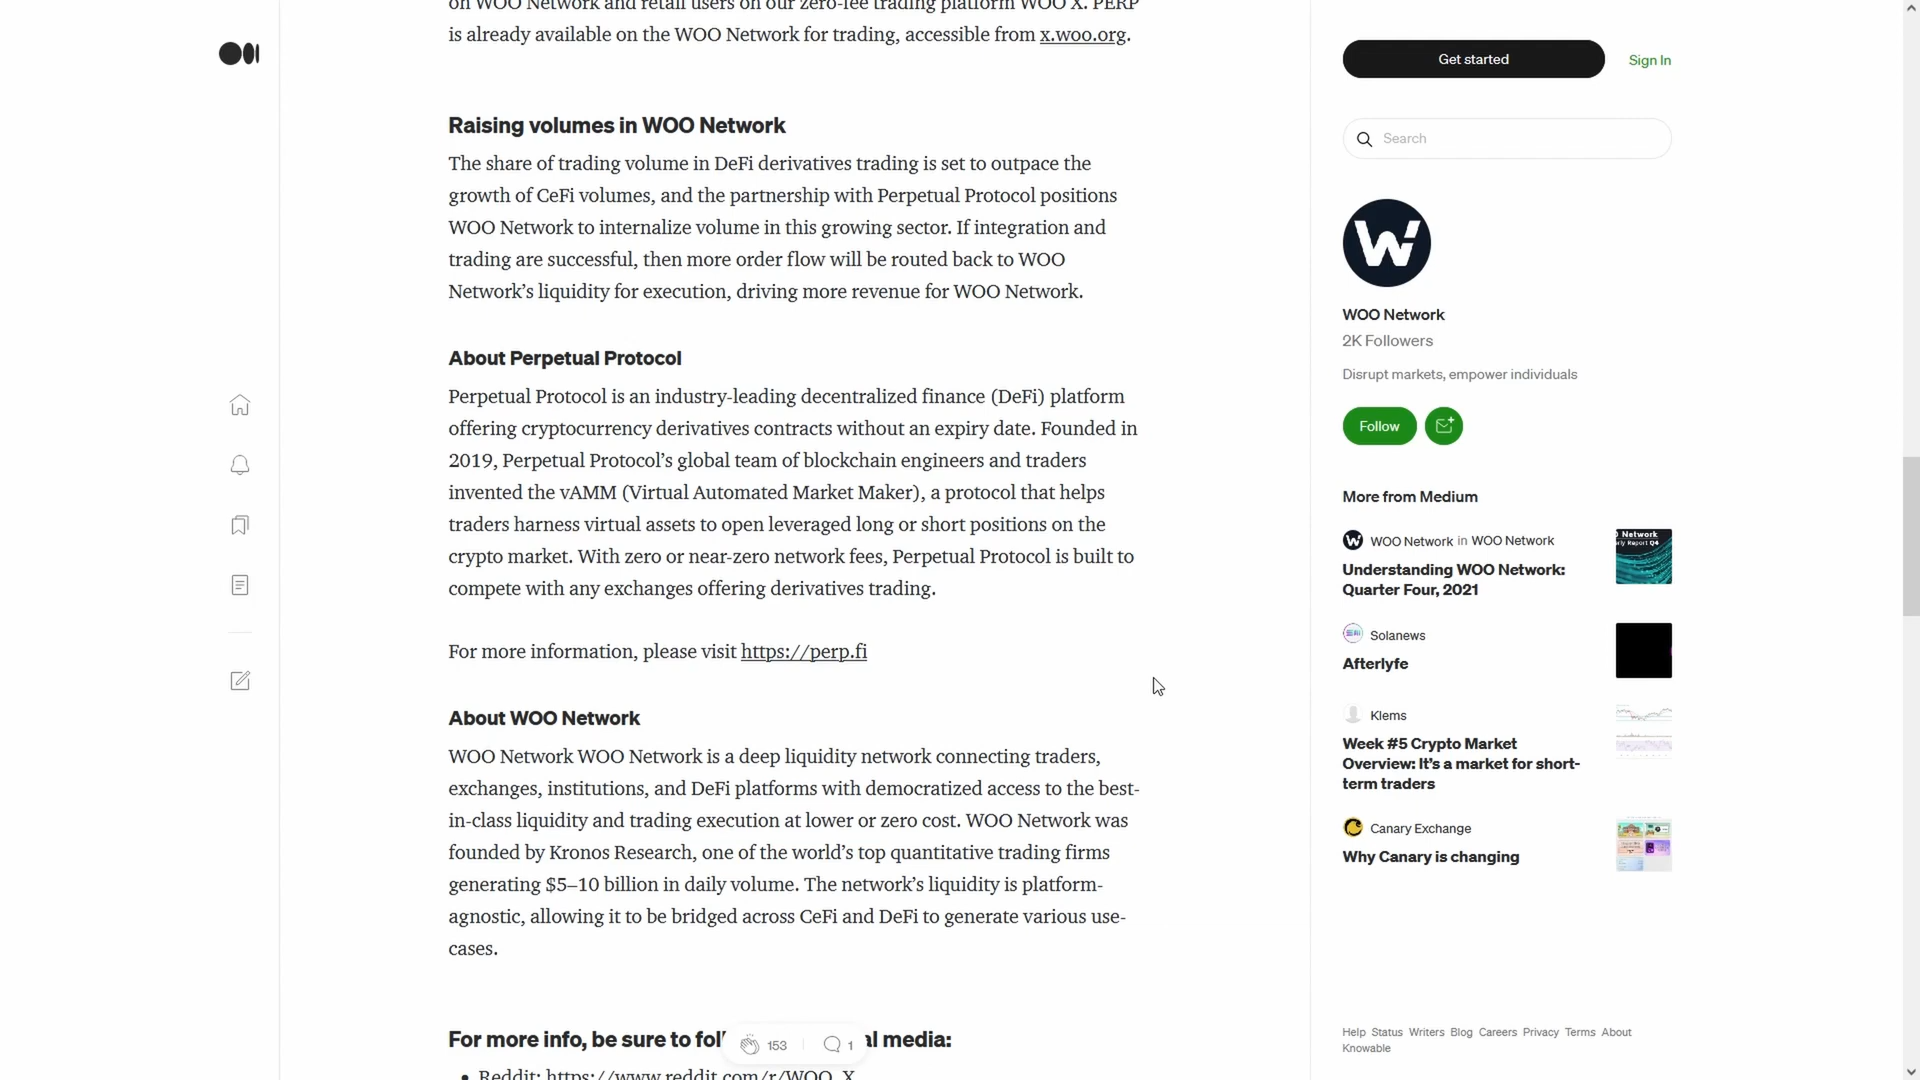 on WOO Network and retail users on our zero-fee trading platform WOO X. PERP
is already available on the WOO Network for trading, accessible from x.woo.org.
Raising volumes in WOO Network
The share of trading volume in DeFi derivatives trading is set to outpace the
growth of CeFi volumes, and the partnership with Perpetual Protocol positions
WOO Network to internalize volume in this growing sector. If integration and
trading are successful, then more order flow will be routed back to WOO
Network’s liquidity for execution, driving more revenue for WOO Network.
About Perpetual Protocol
Perpetual Protocol is an industry-leading decentralized finance (DeFi) platform
offering cryptocurrency derivatives contracts without an expiry date. Founded in
2019, Perpetual Protocol’s global team of blockchain engineers and traders
invented the vAMM (Virtual Automated Market Maker), a protocol that helps
traders harness virtual assets to open leveraged long or short positions on the
crypto market. With zero or near-zero network fees, Perpetual Protocol is built to
compete with any exchanges offering derivatives trading.
For more information, please visit https://perp.fi
About WOO Network
WOO Network WOO Network is a deep liquidity network connecting traders,
exchanges, institutions, and DeFi platforms with democratized access to the best-
in-class liquidity and trading execution at lower or zero cost. WOO Network was
founded by Kronos Research, one of the world’s top quantitative trading firms
generating $5–10 billion in daily volume. The network’s liquidity is platform-
agnostic, allowing it to be bridged across CeFi and DeFi to generate various use-
cases.
For more info, be sure to fol al media:
153 1
Reddit: https://www.reddit.com/r/WOO_X
Get started Sign In
Search
WOO Network
2K Followers
Disrupt markets, empower individuals
Follow
More from Medium
WOO Network in WOO Network
Understanding WOO Network:
Quarter Four, 2021
Network
Report Q4
Solanews
Afterlyfe
Klems
Week #5 Crypto Market
Overview: It’s a market for short-
term traders
Canary Exchange
Why Canary is changing
Help Status Writers Blog Careers Privacy Terms About
Knowable